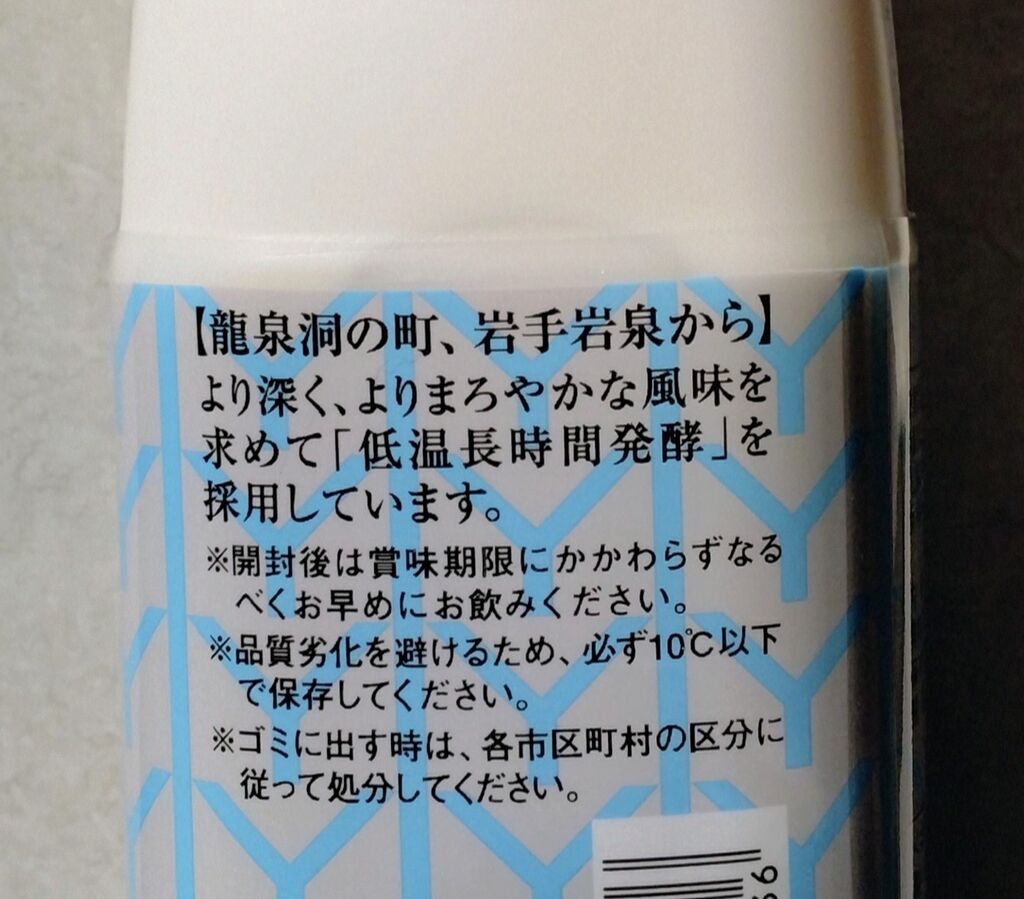 【龍泉洞の町、岩手岩泉から】
より深く、よりまろやかな風味を
求めて「低温長時間発酵」を
採用しています。
※開封後は賞味期限にかかわらずなる
べくお早めにお飲みください。
※品質劣化を避けるため、必ず10℃以下
で保存してください。
※ゴミに出す時は、各市区町村の区分に
従って処分してください。